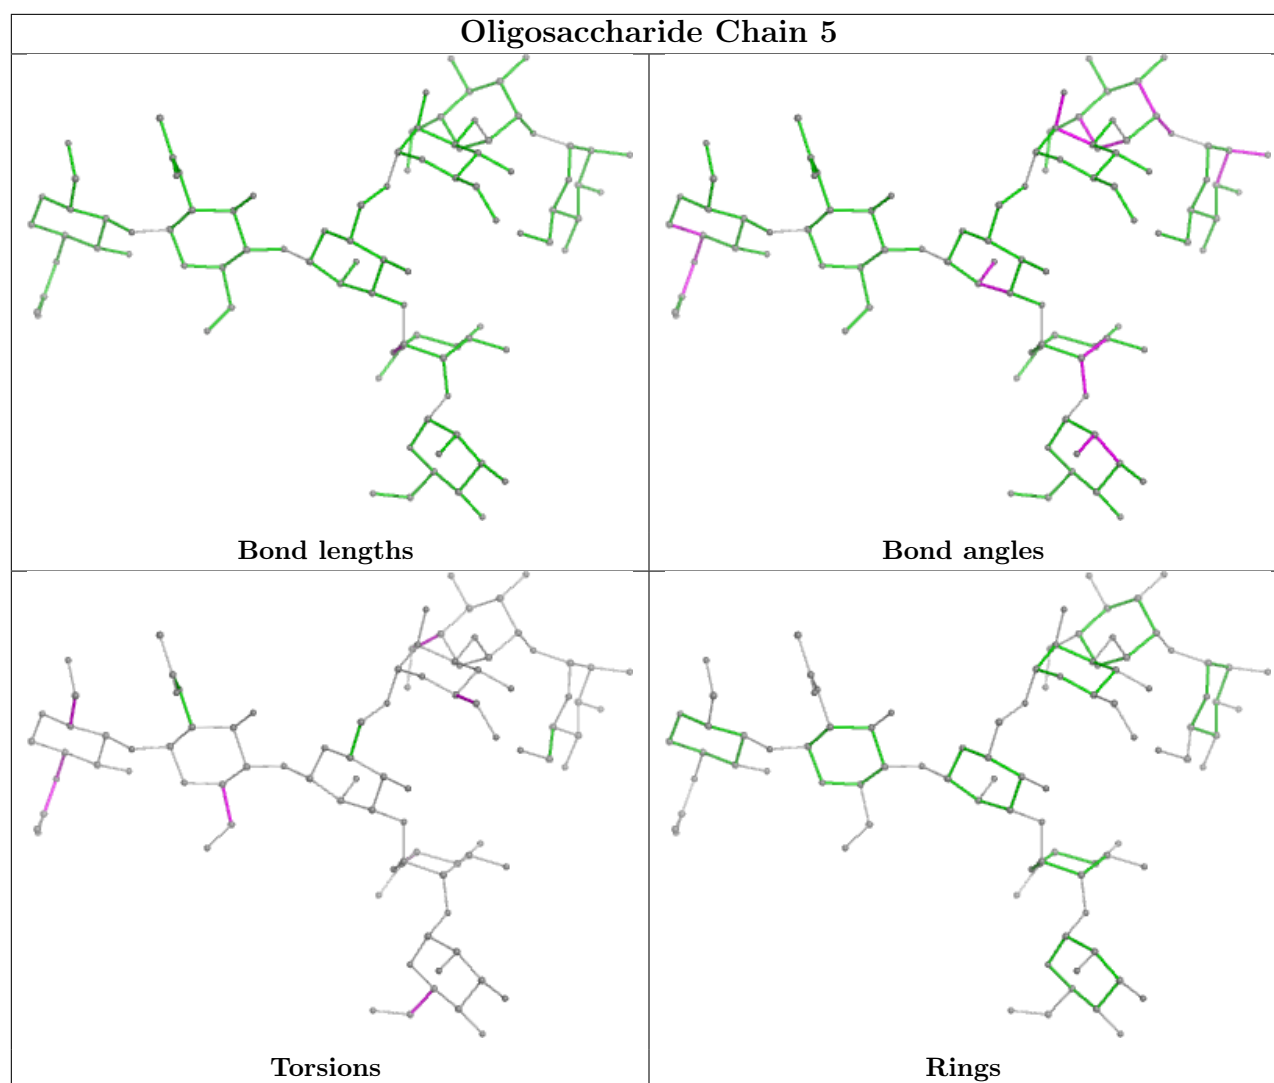 Oligosaccharide Chain 5
Bond lengths
Bond angles
Torsions
Rings